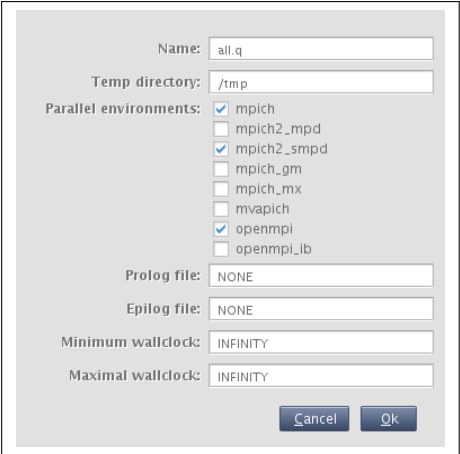 Name: all.q
Temp directory: /tmp
Parallel environments: mpich
mpich2_mpd
mpich2_smpd
mpich_gm
mpich_mx
mvapich
openmpi
openmpi_ib
Prolog file: NONE
Epilog file: NONE
Minimum wallclock: INFINITY
Maximal wallclock: INFINITY
Cancel Ok